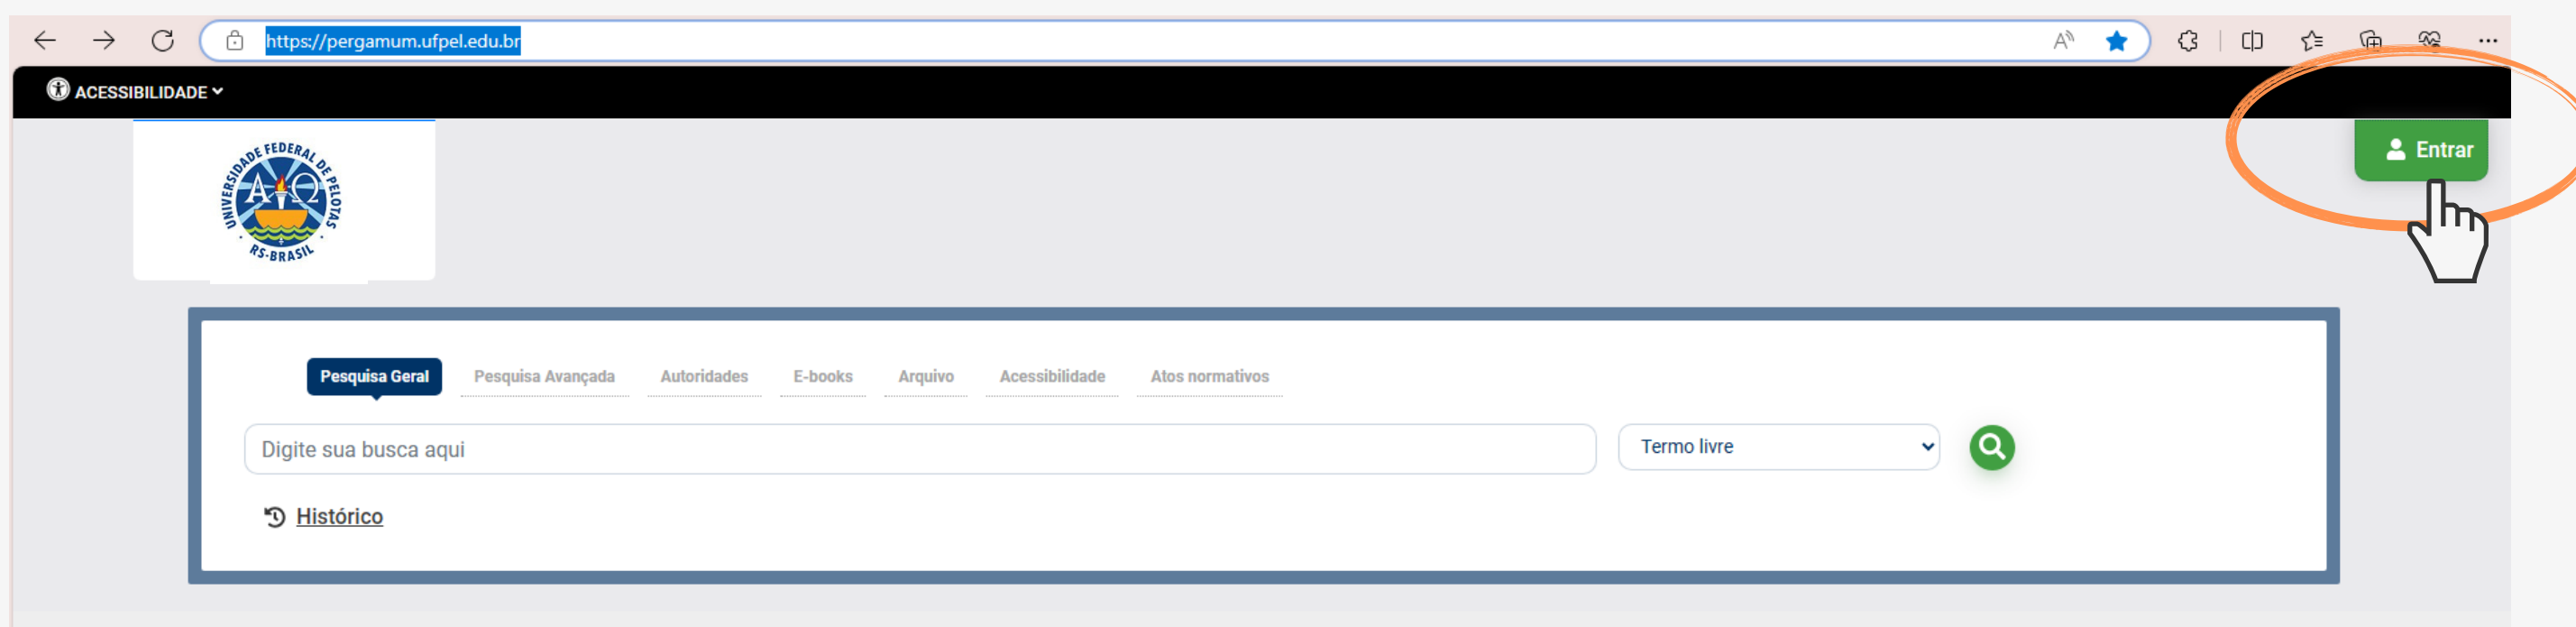 https://pergamum.ufpel.edu.br
ACESSIBILIDADE
Entrar
UNIVERSIDADE FEDERAL DE PELOTAS
ΑΩ
RS-BRASIL
Pesquisa Geral Pesquisa Avançada Autoridades E-books Arquivo Acessibilidade Atos normativos
Digite sua busca aqui Termo livre
Histórico